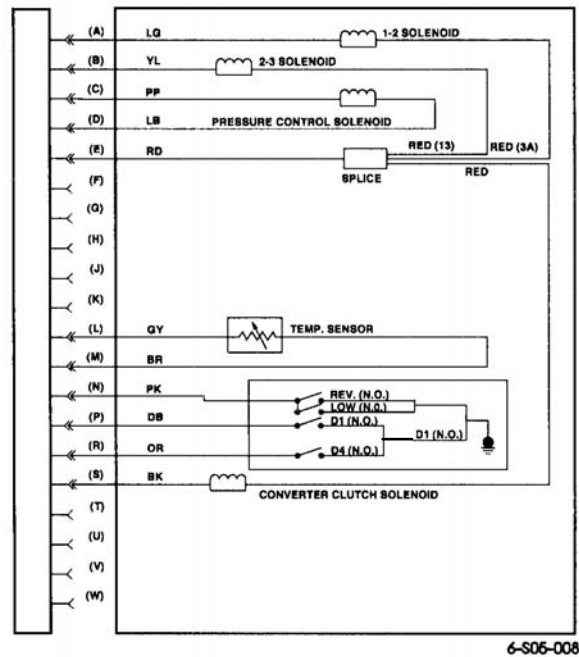 (A) LG 1-2 SOLENOID
(B) YL 2-3 SOLENOID
(C) PP
(D) LB PRESSURE CONTROL SOLENOID
RED (13) RED (3A)
(E) RD
SPLICE RED
(F)
(G)
(H)
(J)
(K)
(L) GY TEMP. SENSOR
(M) BR
(N) PK REV. (N.O.)
LOW (N.O.)
(P) DB D1 (N.O.)
D1 (N.O.)
(R) OR D4 (N.O.)
(S) BK
CONVERTER CLUTCH SOLENOID
(T)
(U)
(V)
(W)
6-S05-008